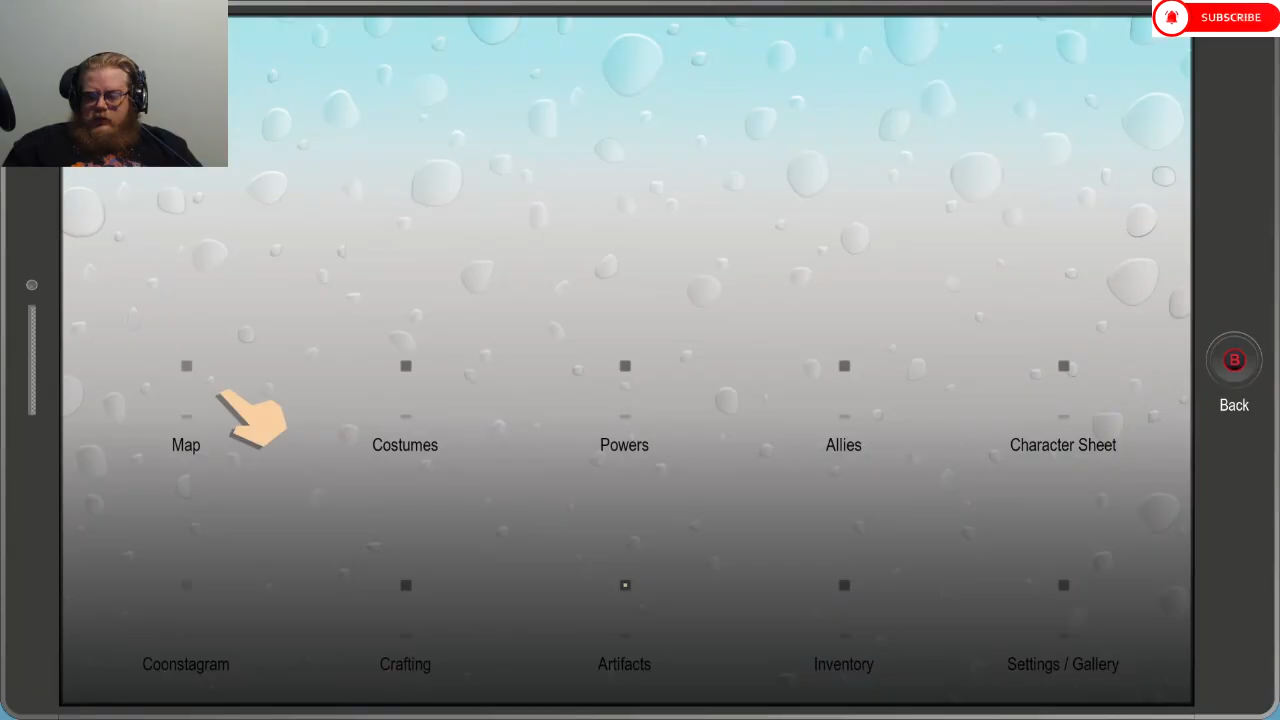 SUBSCRIBE
B
Back
Map
Costumes
Powers
Allies
Character Sheet
Coonstagram
Crafting
Artifacts
Inventory
Settings / Gallery